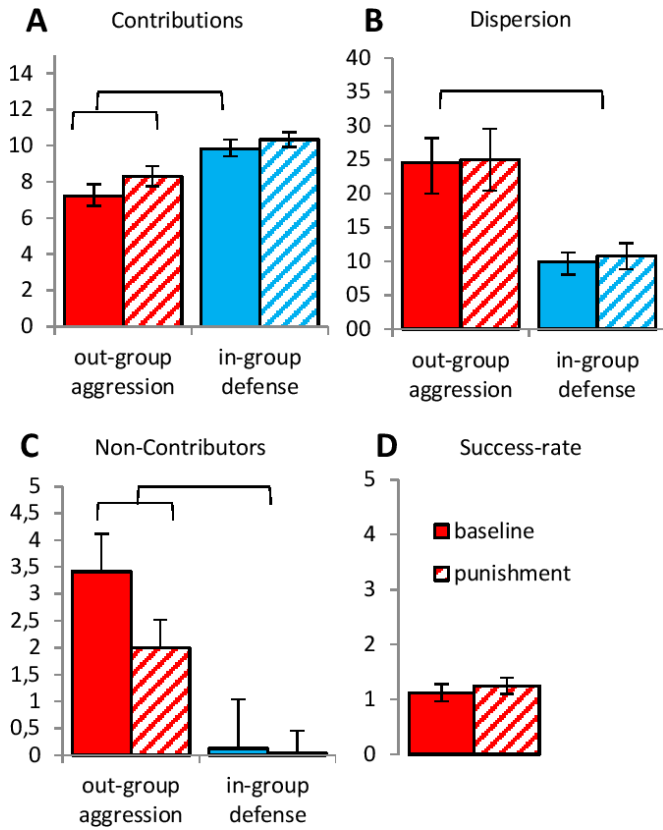 A Contributions
14
12
10
8
6
4
2
0
out-group
aggression
in-group
defense
B Dispersion
40
35
30
25
20
15
10
05
00
out-group
aggression
in-group
defense
C Non-Contributors
5
4,5
4
3,5
3
2,5
2
1,5
1
0,5
0
out-group
aggression
in-group
defense
D Success-rate
5
4
3
2
1
0
baseline
punishment